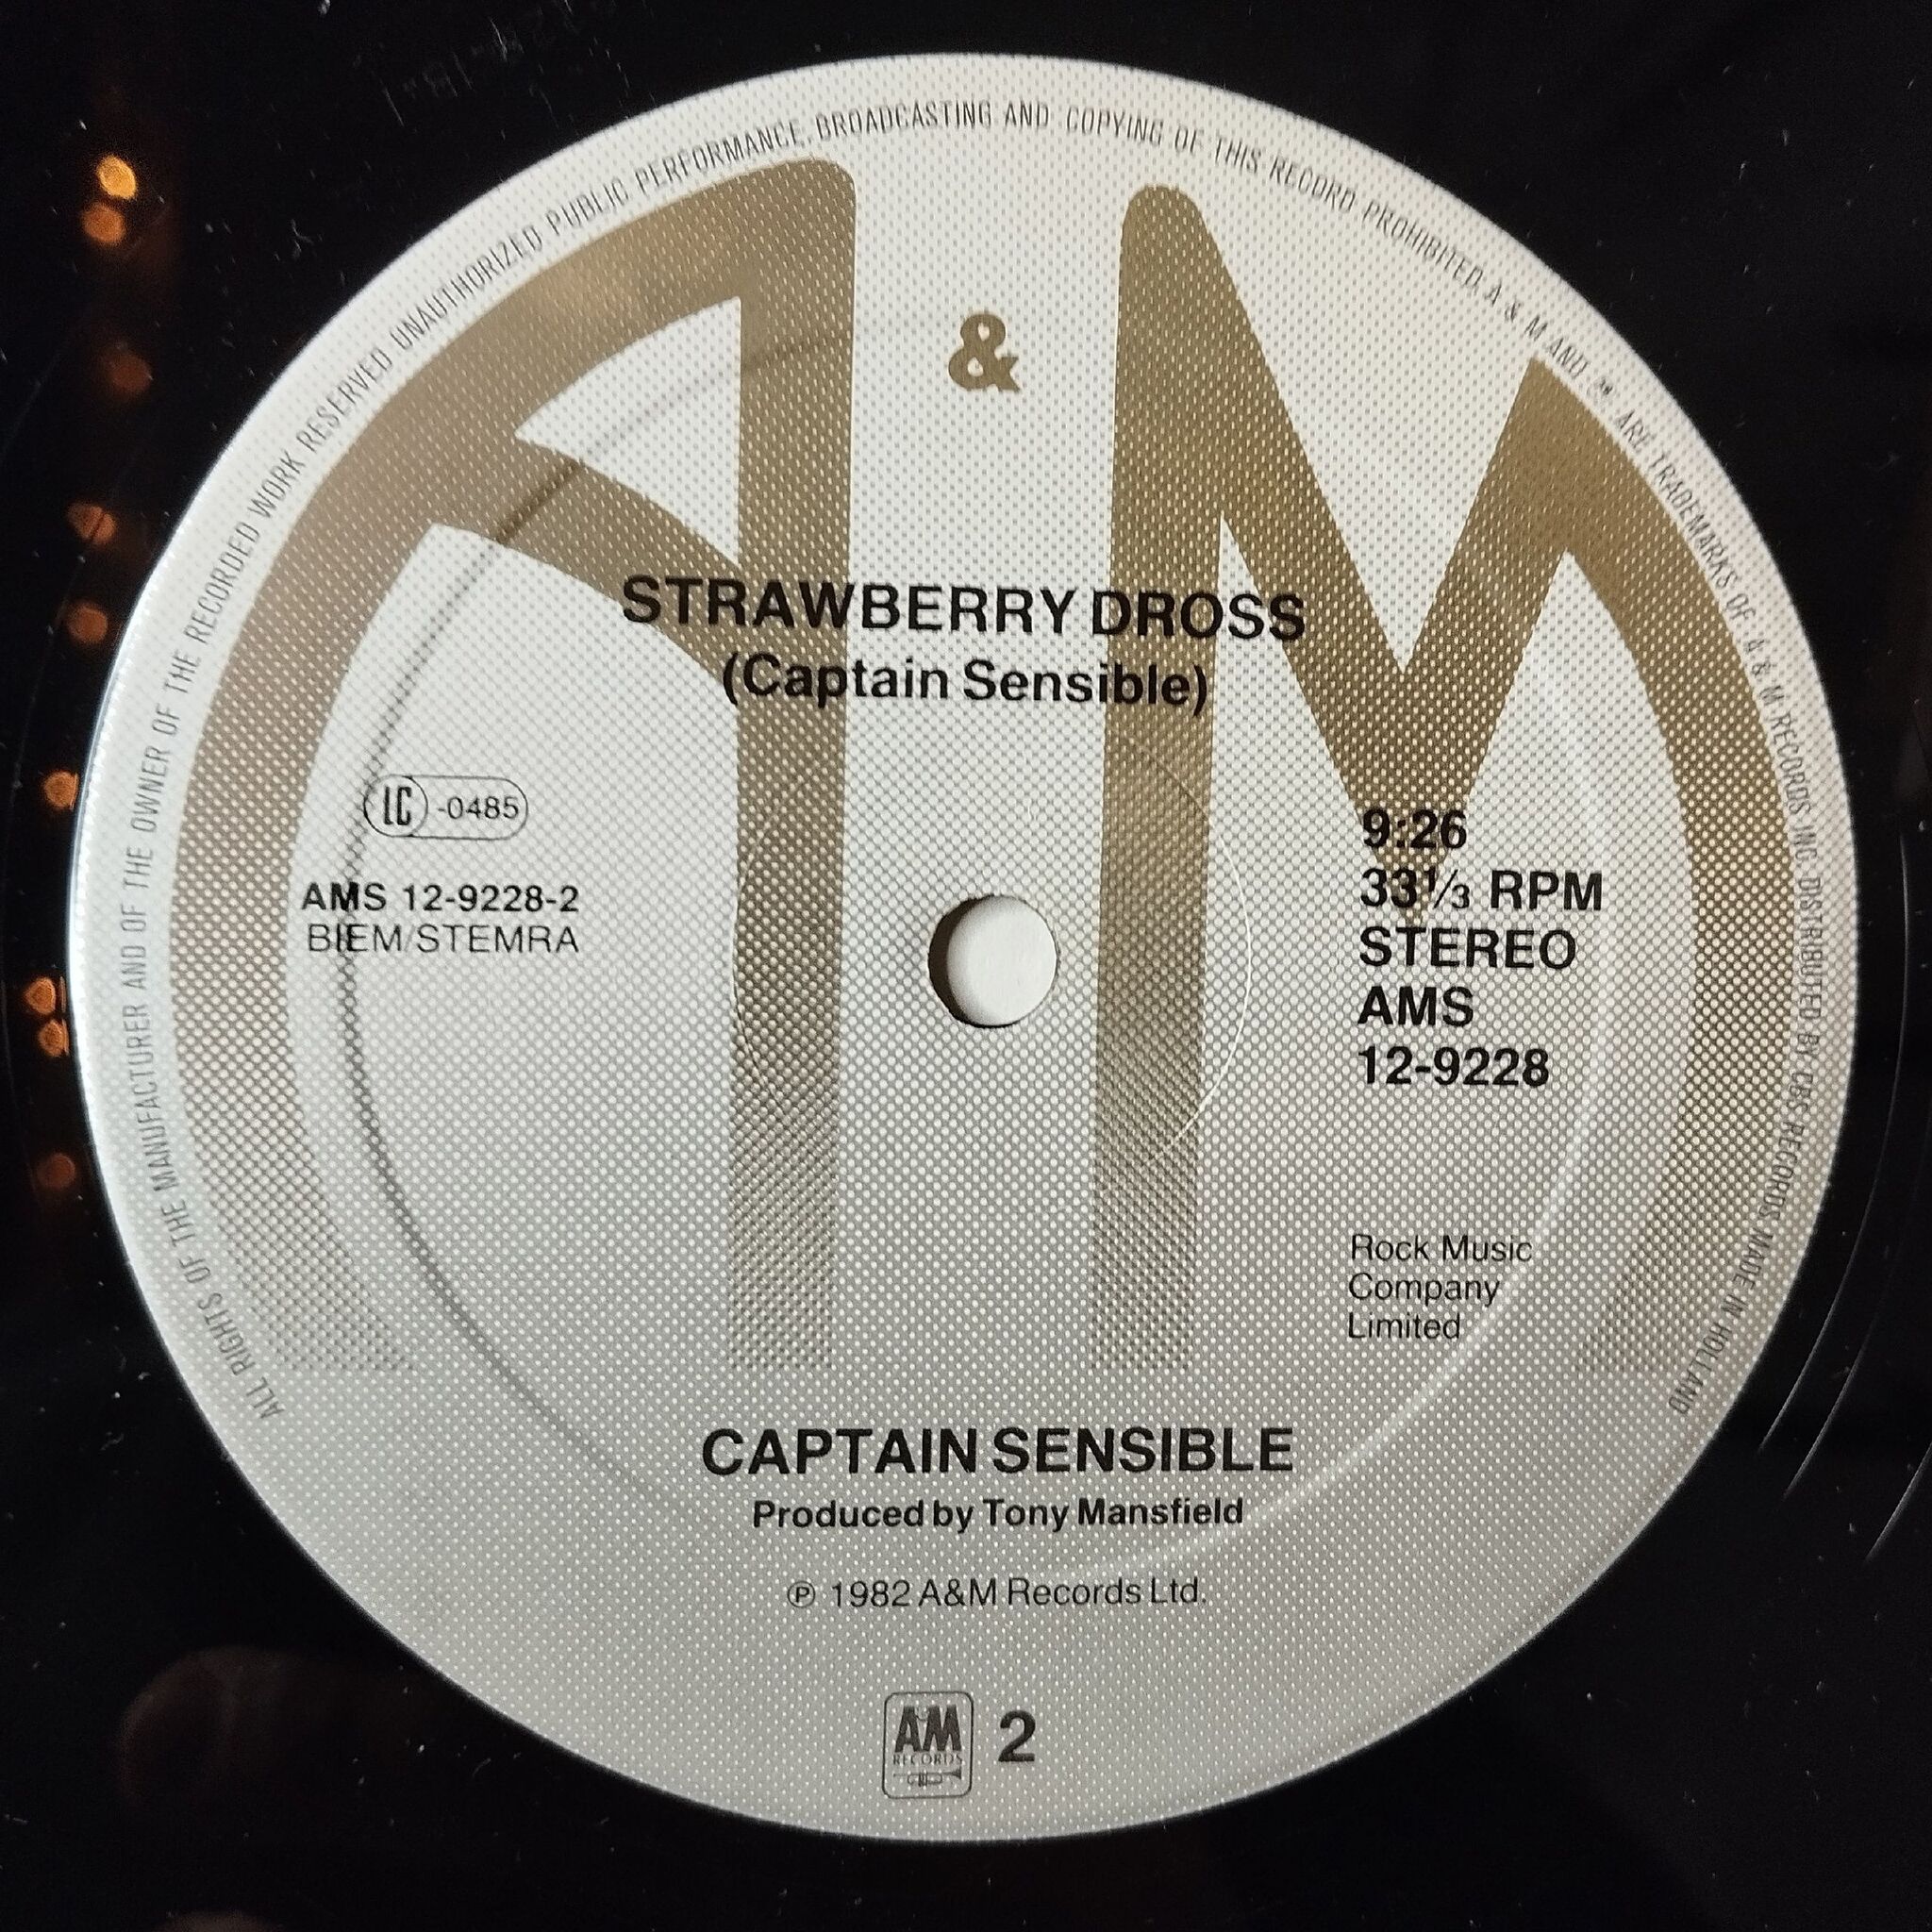 ALL RIGHTS OF THE MANUFACTURER AND OF THE OWNER OF THE RECORDED WORK RESERVED UNAUTHORIZED PUBLIC PERFORMANCE, BROADCASTING AND COPYING OF THIS RECORD PROHIBITED. A & M AND ARE TRADEMARKS OF A & M RECORDS INC. DISTRIBUTED BY CBS RECORDS MADE IN HOLLAND
A & M
STRAWBERRY DROSS
(Captain Sensible)
LC -0485
AMS 12-9228-2
BIEM/STEMRA
9:26
33 1/3 RPM
STEREO
AMS
12-9228
Rock Music
Company
Limited
CAPTAIN SENSIBLE
Produced by Tony Mansfield
℗ 1982 A&M Records Ltd.
AM
RECORDS
2